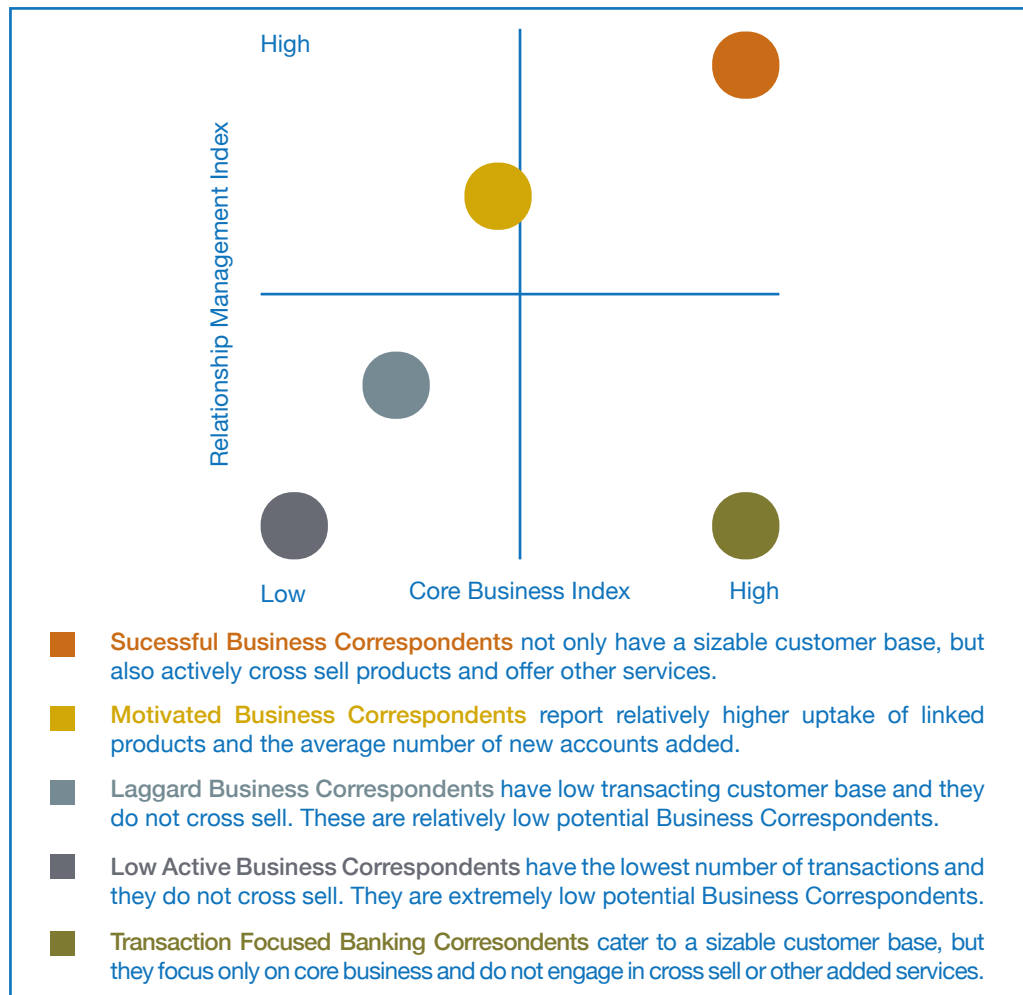 High
Relationship Management Index
Low
Core Business Index
High
Sucessful Business Correspondents not only have a sizable customer base, but
also actively cross sell products and offer other services.
Motivated Business Correspondents report relatively higher uptake of linked
products and the average number of new accounts added.
Laggard Business Correspondents have low transacting customer base and they
do not cross sell. These are relatively low potential Business Correspondents.
Low Active Business Correspondents have the lowest number of transactions and
they do not cross sell. They are extremely low potential Business Correspondents.
Transaction Focused Banking Corresondents cater to a sizable customer base, but
they focus only on core business and do not engage in cross sell or other added services.